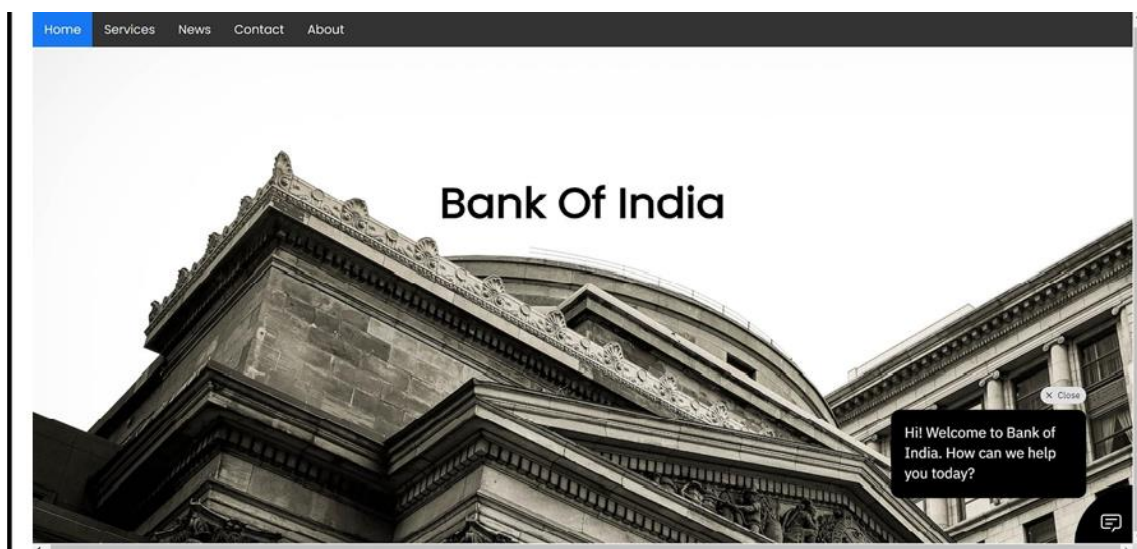 Home Services News Contact About
Bank Of India
× Close
Hi! Welcome to Bank of
India. How can we help
you today?